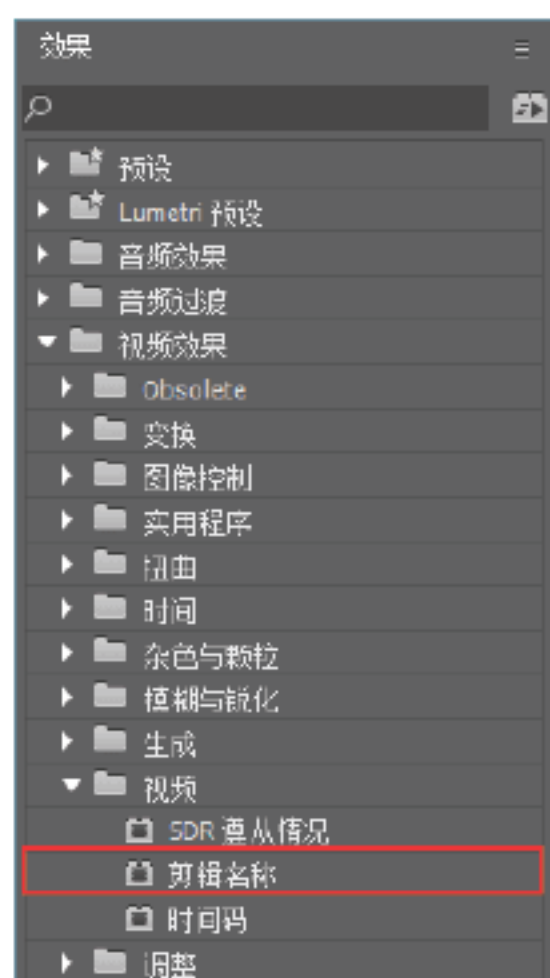 效果
预设
Lumetri 预设
音频效果
音频过渡
视频效果
Obsolete
变换
图像控制
实用程序
扭曲
时间
杂色与颗粒
模糊与锐化
生成
视频
SDR 遵从情况
剪辑名称
时间码
调整